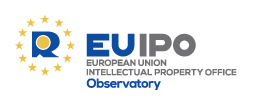 R
EUIPO
EUROPEAN UNION
INTELLECTUAL PROPERTY OFFICE
Observatory